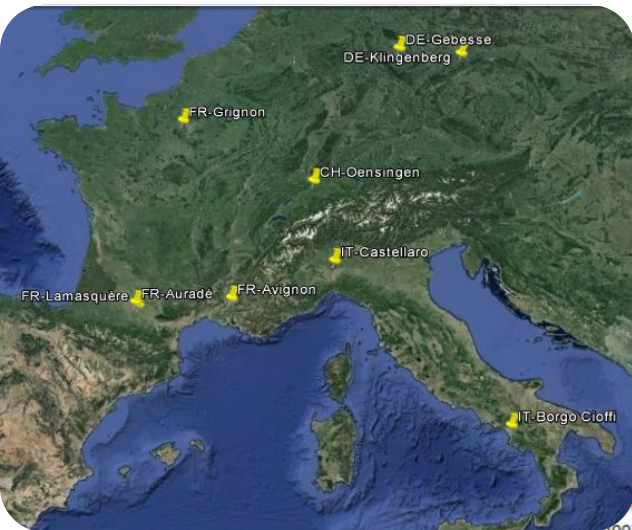 DE-Gebesse
DE-Klingenberg
FR-Grignon
CH-Oensingen
IT-Castellaro
FR-Lamasquère
FR-Auradé
FR-Avignon
IT-Borgo Cioffi